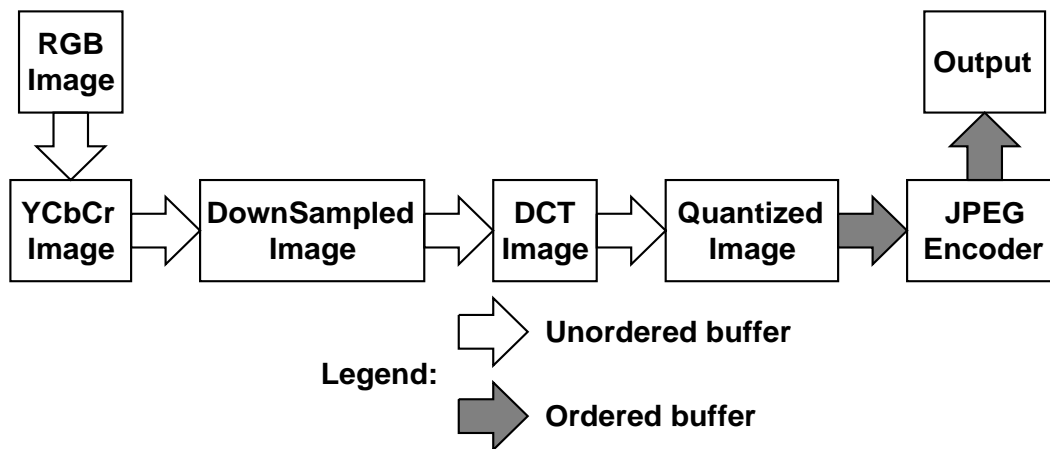 RGB
Image
Output
YCbCr
Image
DownSampled
Image
DCT
Image
Quantized
Image
JPEG
Encoder
Unordered buffer
Legend:
Ordered buffer